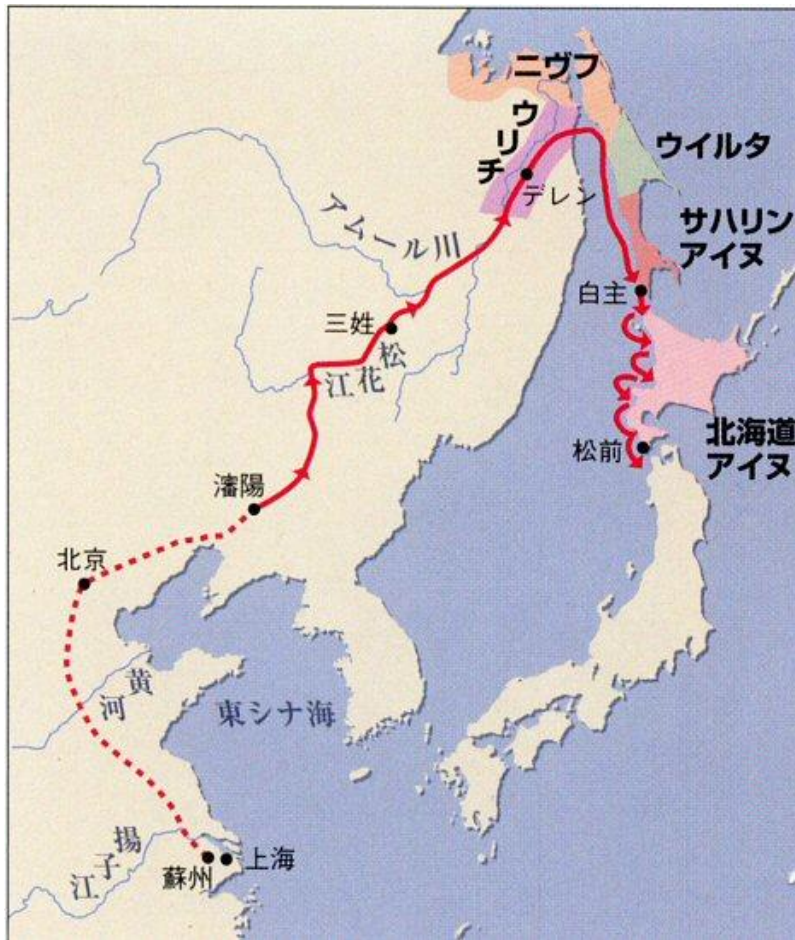 ニヴフ
ウリチ
ウイルタ
デレン
サハリン
アイヌ
アムール川
白主
三姓
松花江
北海道
アイヌ
松前
瀋陽
北京
黄河
東シナ海
揚子江
上海
蘇州